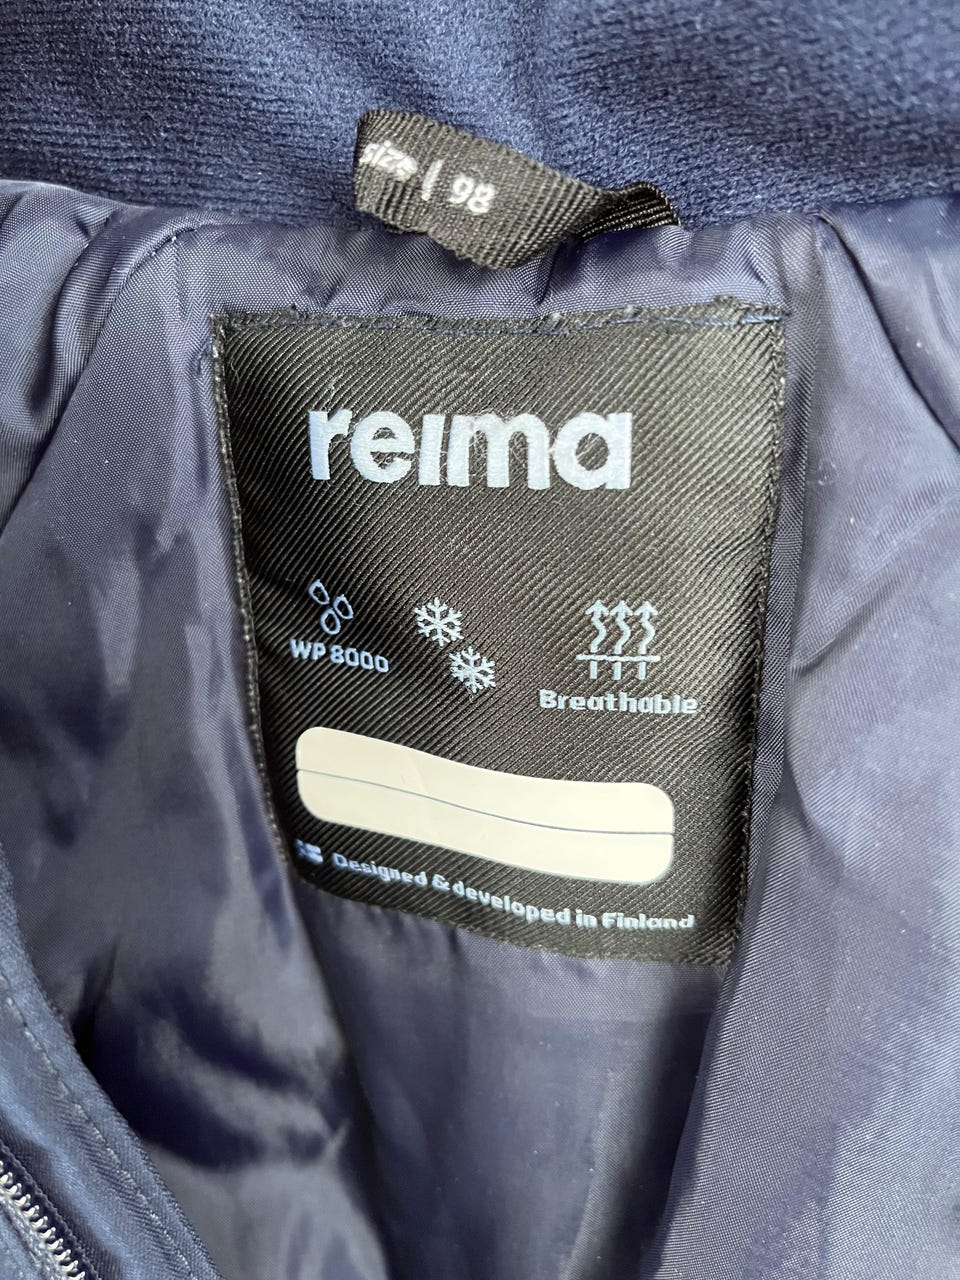 size | 98
reima
WP 8000
Breathable
Designed & developed in Finland